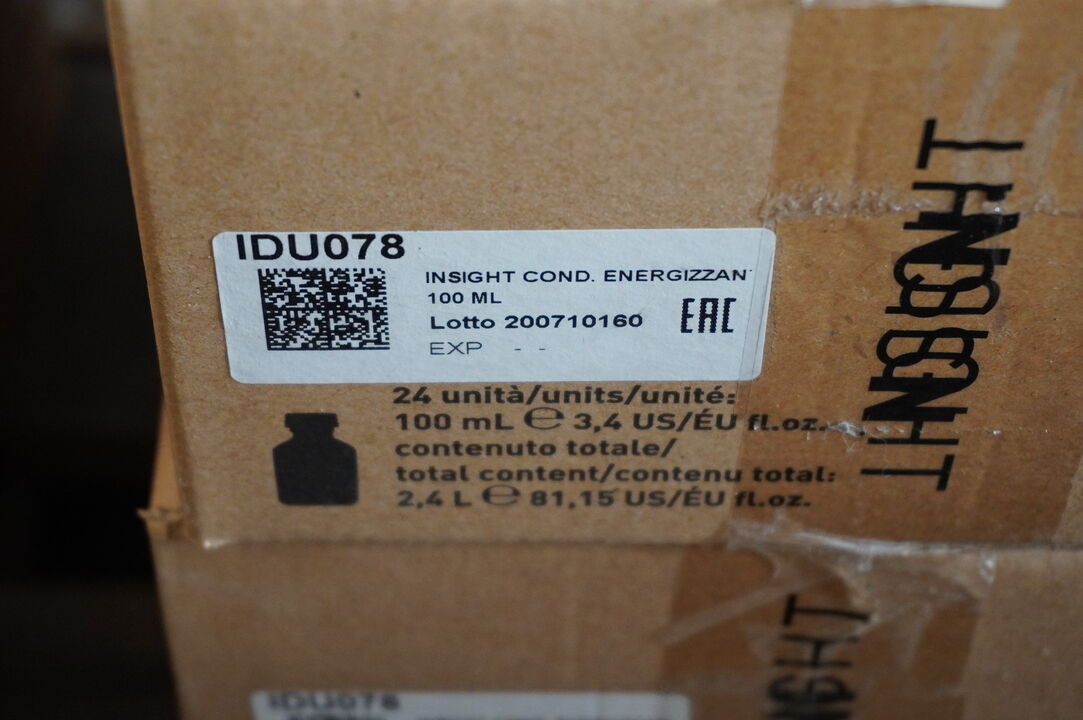 IDU078
INSIGHT COND. ENERGIZZAN
100 ML
Lotto 200710160
EAC
EXP - -
24 unità/units/unité:
100 mL ℮ 3,4 US/ÉU fl.oz.
contenuto totale/
total content/contenu total:
2,4 L ℮ 81,15 US/ÉU fl.oz.
IDU078